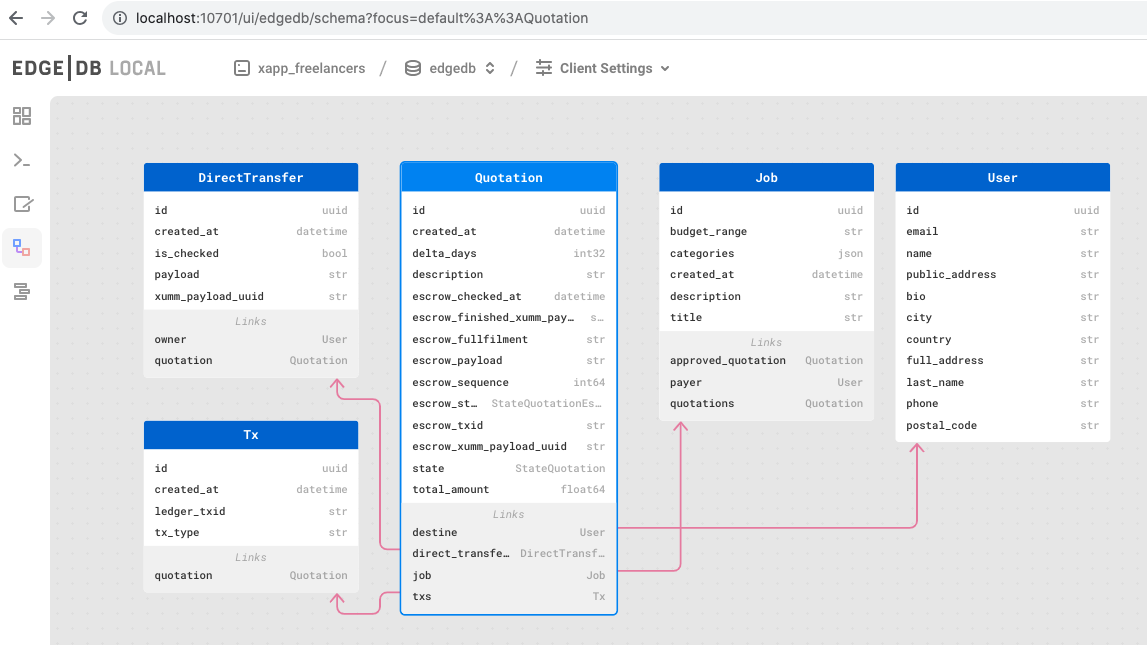 localhost:10701/ui/edgedb/schema?focus=default%3A%3AQuotation
EDGE|DB LOCAL
xapp_freelancers / edgedb / Client Settings
DirectTransfer
id uuid
created_at datetime
is_checked bool
payload str
xumm_payload_uuid str
Links
owner User
quotation Quotation
Tx
id uuid
created_at datetime
ledger_txid str
tx_type str
Links
quotation Quotation
Quotation
id uuid
created_at datetime
delta_days int32
description str
escrow_checked_at datetime
escrow_finished_xumm_pay… s…
escrow_fullfilment str
escrow_payload str
escrow_sequence int64
escrow_st… StateQuotationEs…
escrow_txid str
escrow_xumm_payload_uuid str
state StateQuotation
total_amount float64
Links
destine User
direct_transfe… DirectTransf…
job Job
txs Tx
Job
id uuid
budget_range str
categories json
created_at datetime
description str
title str
Links
approved_quotation Quotation
payer User
quotations Quotation
User
id uuid
email str
name str
public_address str
bio str
city str
country str
full_address str
last_name str
phone str
postal_code str